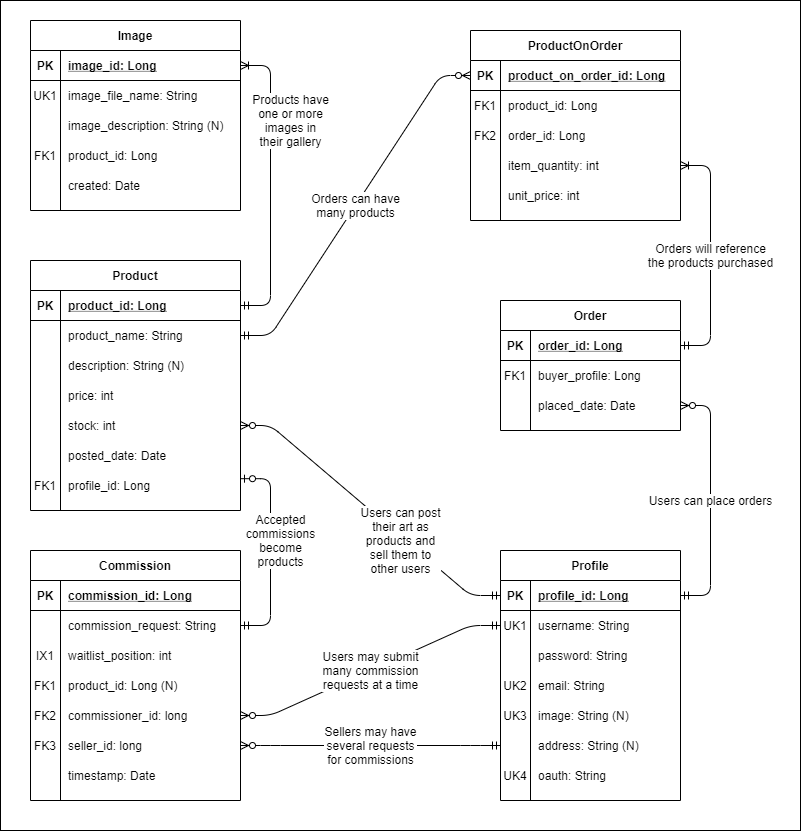 Image
PK image_id: Long
UK1 image_file_name: String
image_description: String (N)
FK1 product_id: Long
created: Date
Products have
one or more
images in
their gallery
ProductOnOrder
PK product_on_order_id: Long
FK1 product_id: Long
FK2 order_id: Long
item_quantity: int
unit_price: int
Orders can have
many products
Orders will reference
the products purchased
Product
PK product_id: Long
product_name: String
description: String (N)
price: int
stock: int
posted_date: Date
FK1 profile_id: Long
Order
PK order_id: Long
FK1 buyer_profile: Long
placed_date: Date
Accepted
commissions
become
products
Users can post
their art as
products and
sell them to
other users
Users can place orders
Commission
PK commission_id: Long
commission_request: String
IX1 waitlist_position: int
FK1 product_id: Long (N)
FK2 commissioner_id: long
FK3 seller_id: long
timestamp: Date
Users may submit
many commission
requests at a time
Sellers may have
several requests
for commissions
Profile
PK profile_id: Long
UK1 username: String
password: String
UK2 email: String
UK3 image: String (N)
address: String (N)
UK4 oauth: String